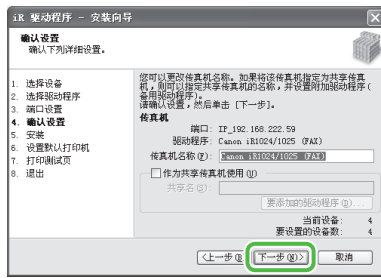 iR 驱动程序 - 安装向导
确认设置
确认下列详细设置。
1. 选择设备
2. 选择驱动程序
3. 端口设置
4. 确认设置
5. 安装
6. 设置默认打印机
7. 打印测试页
8. 退出
您可以更改传真机名称。如果将该传真机指定为共享传真
机，则可以指定共享传真机的名称，并设置附加驱动程序(
备用驱动程序)。
请确认设置，然后单击 [下一步]。
传真机
端口: IP_192.168.222.59
驱动程序: Canon iR1024/1025 (FAX)
传真机名称(F): Canon iR1024/1025 (FAX)
作为共享传真机使用(U)
共享名(S):
要添加的驱动程序(D)...
当前设备: 4
要设置的设备数: 4
<上一步(B) 下一步(N)> 取消